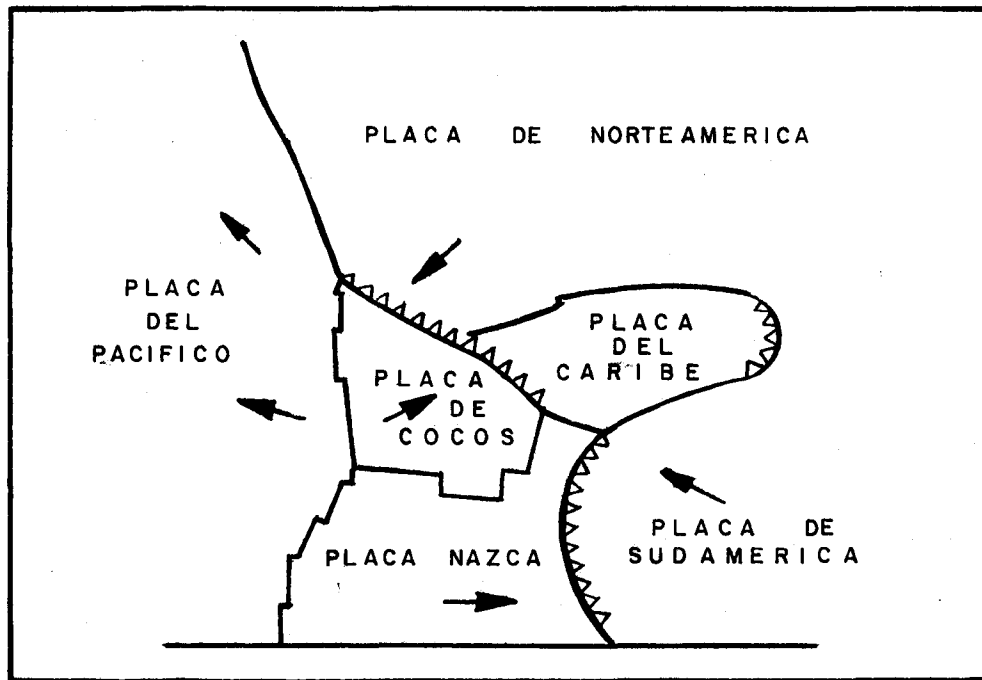 PLACA DE NORTEAMERICA
PLACA
DEL
PACIFICO
PLACA
DEL
CARIBE
PLACA
DE
COCOS
PLACA DE
SUDAMERICA
PLACA NAZCA